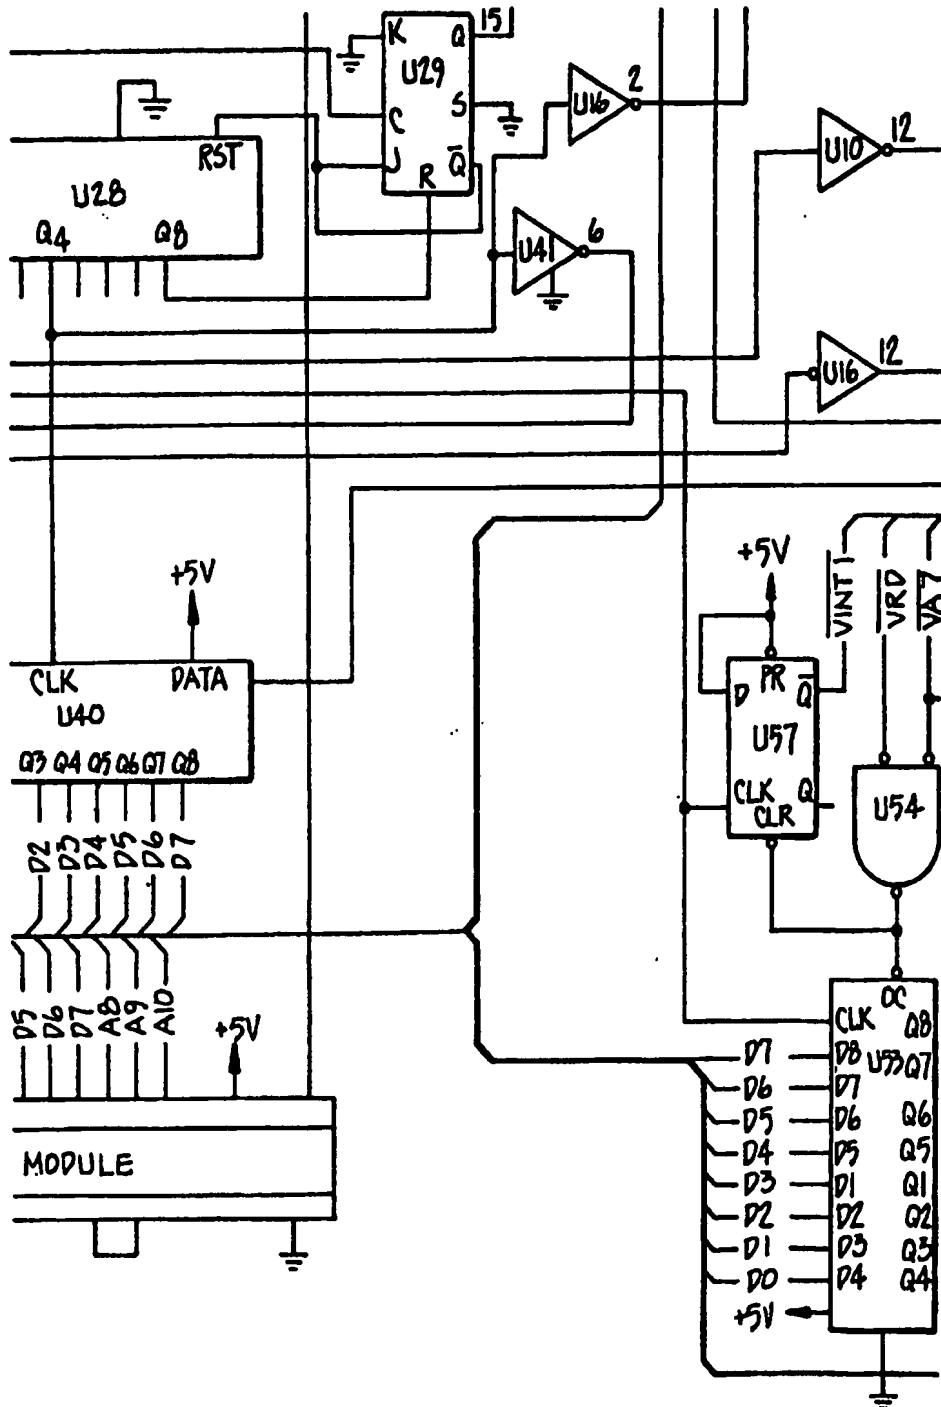 15
K Q
U29
C S
J Q̅
R
U16 2
U10 12
RST
U28
Q4 Q8
U41 6
U16 12
+5V
+5V
VINT1
VRD
VA7
CLK DATA
U40
Q3 Q4 Q5 Q6 Q7 Q8
D2 D3 D4 D5 D6 D7
PR
D Q̅
U57
CLK Q
CLR
U54
D5 D6 D7 A8 A9 A10
+5V
MODULE
OC
CLK Q8
D7 D8 U53 Q7
D6 D7
D5 D6 Q6
D4 D5 Q5
D3 D1 Q1
D2 D2 Q2
D1 D3 Q3
D0 D4 Q4
+5V